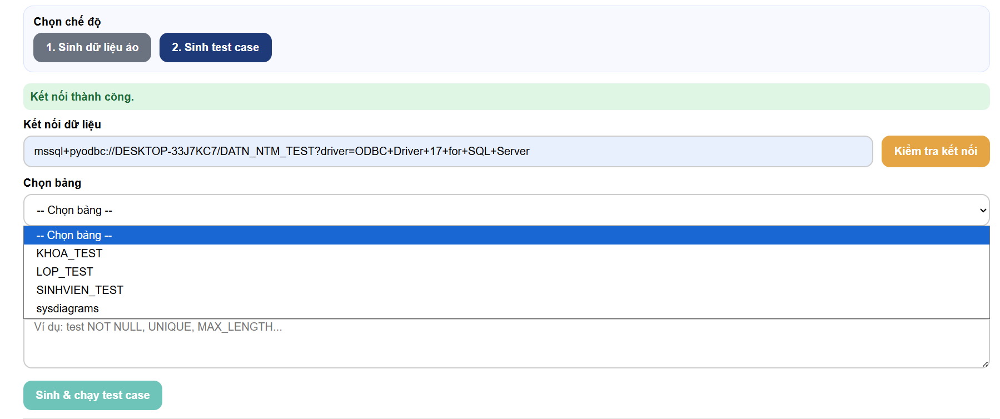 Chọn chế độ
1. Sinh dữ liệu ảo
2. Sinh test case
Kết nối thành công.
Kết nối dữ liệu
mssql+pyodbc://DESKTOP-33J7KC7/DATN_NTM_TEST?driver=ODBC+Driver+17+for+SQL+Server
Kiểm tra kết nối
Chọn bảng
-- Chọn bảng --
-- Chọn bảng --
KHOA_TEST
LOP_TEST
SINHVIEN_TEST
sysdiagrams
Ví dụ: test NOT NULL, UNIQUE, MAX_LENGTH...
Sinh & chạy test case